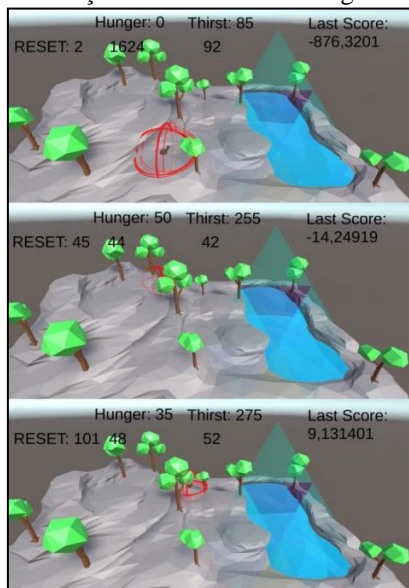 Hunger: 0 Thirst: 85 Last Score:
RESET: 2 1624 92 -876,3201
Hunger: 50 Thirst: 255 Last Score:
RESET: 45 44 42 -14,24919
Hunger: 35 Thirst: 275 Last Score:
RESET: 101 48 52 9,131401